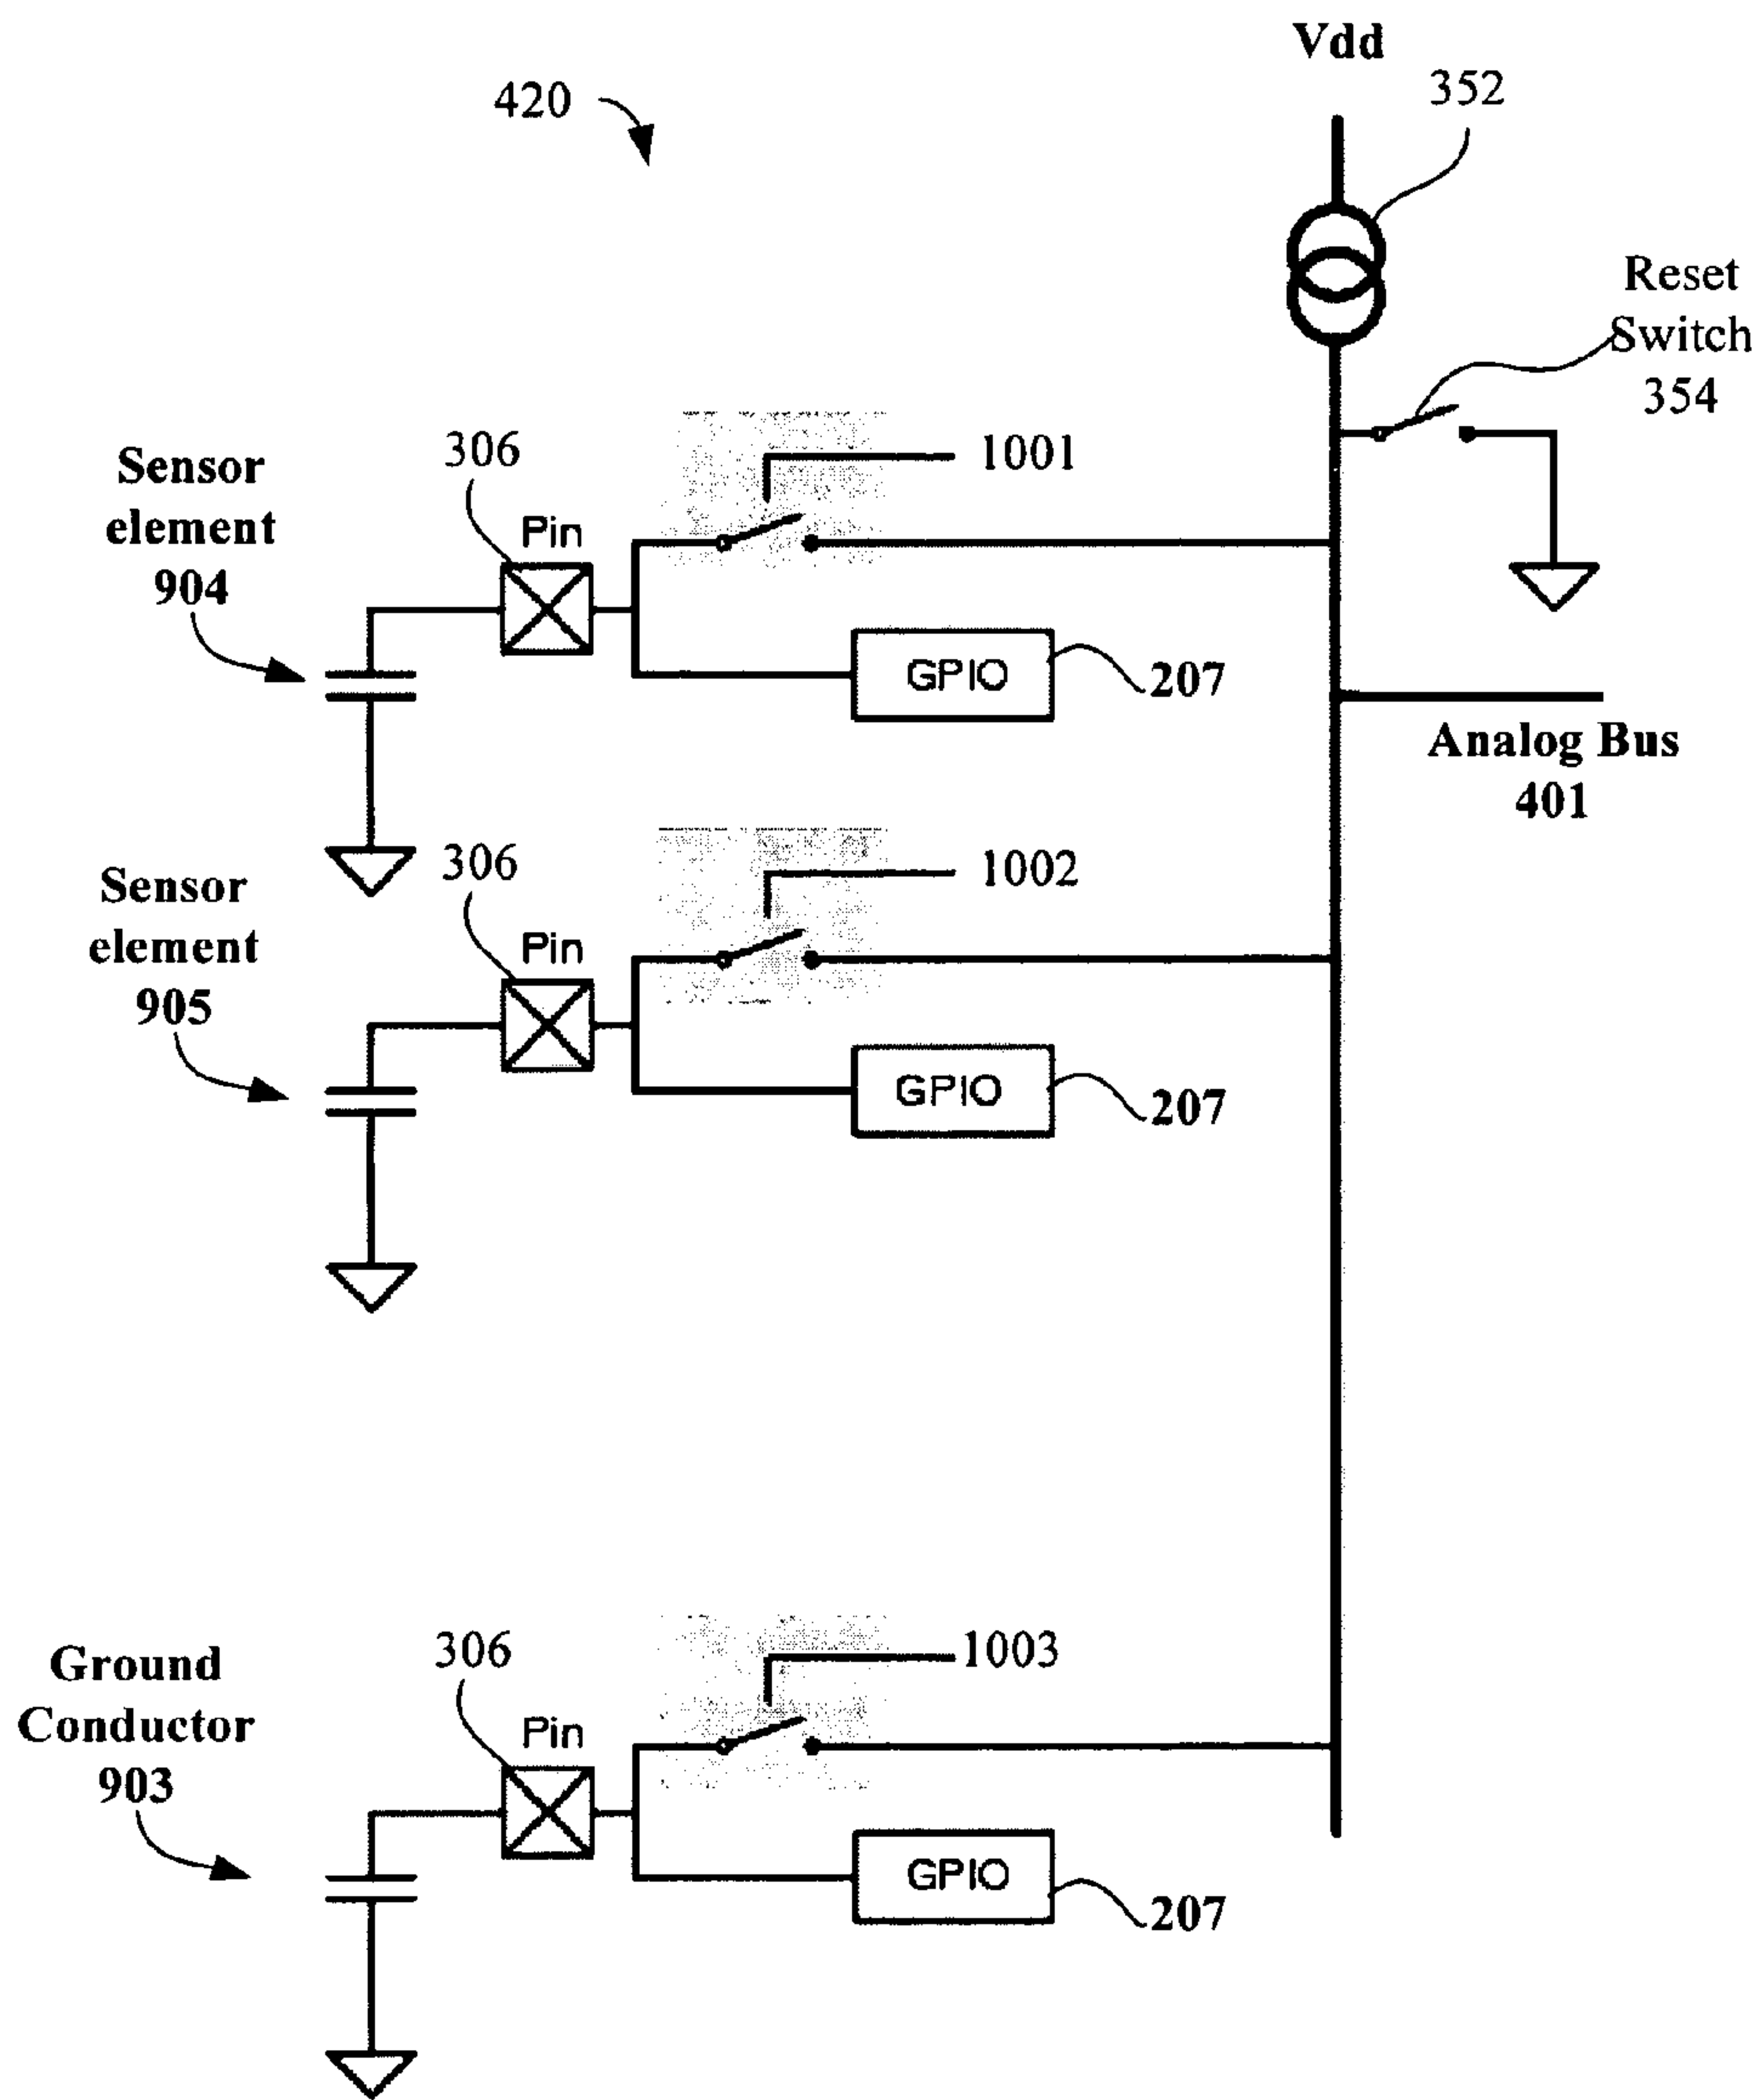 Vdd
420
352
Reset
Switch
354
Sensor
element
904
306
Pin
1001
GPIO
207
Analog Bus
401
Sensor
element
905
306
Pin
1002
GPIO
207
Ground
Conductor
903
306
Pin
1003
GPIO
207